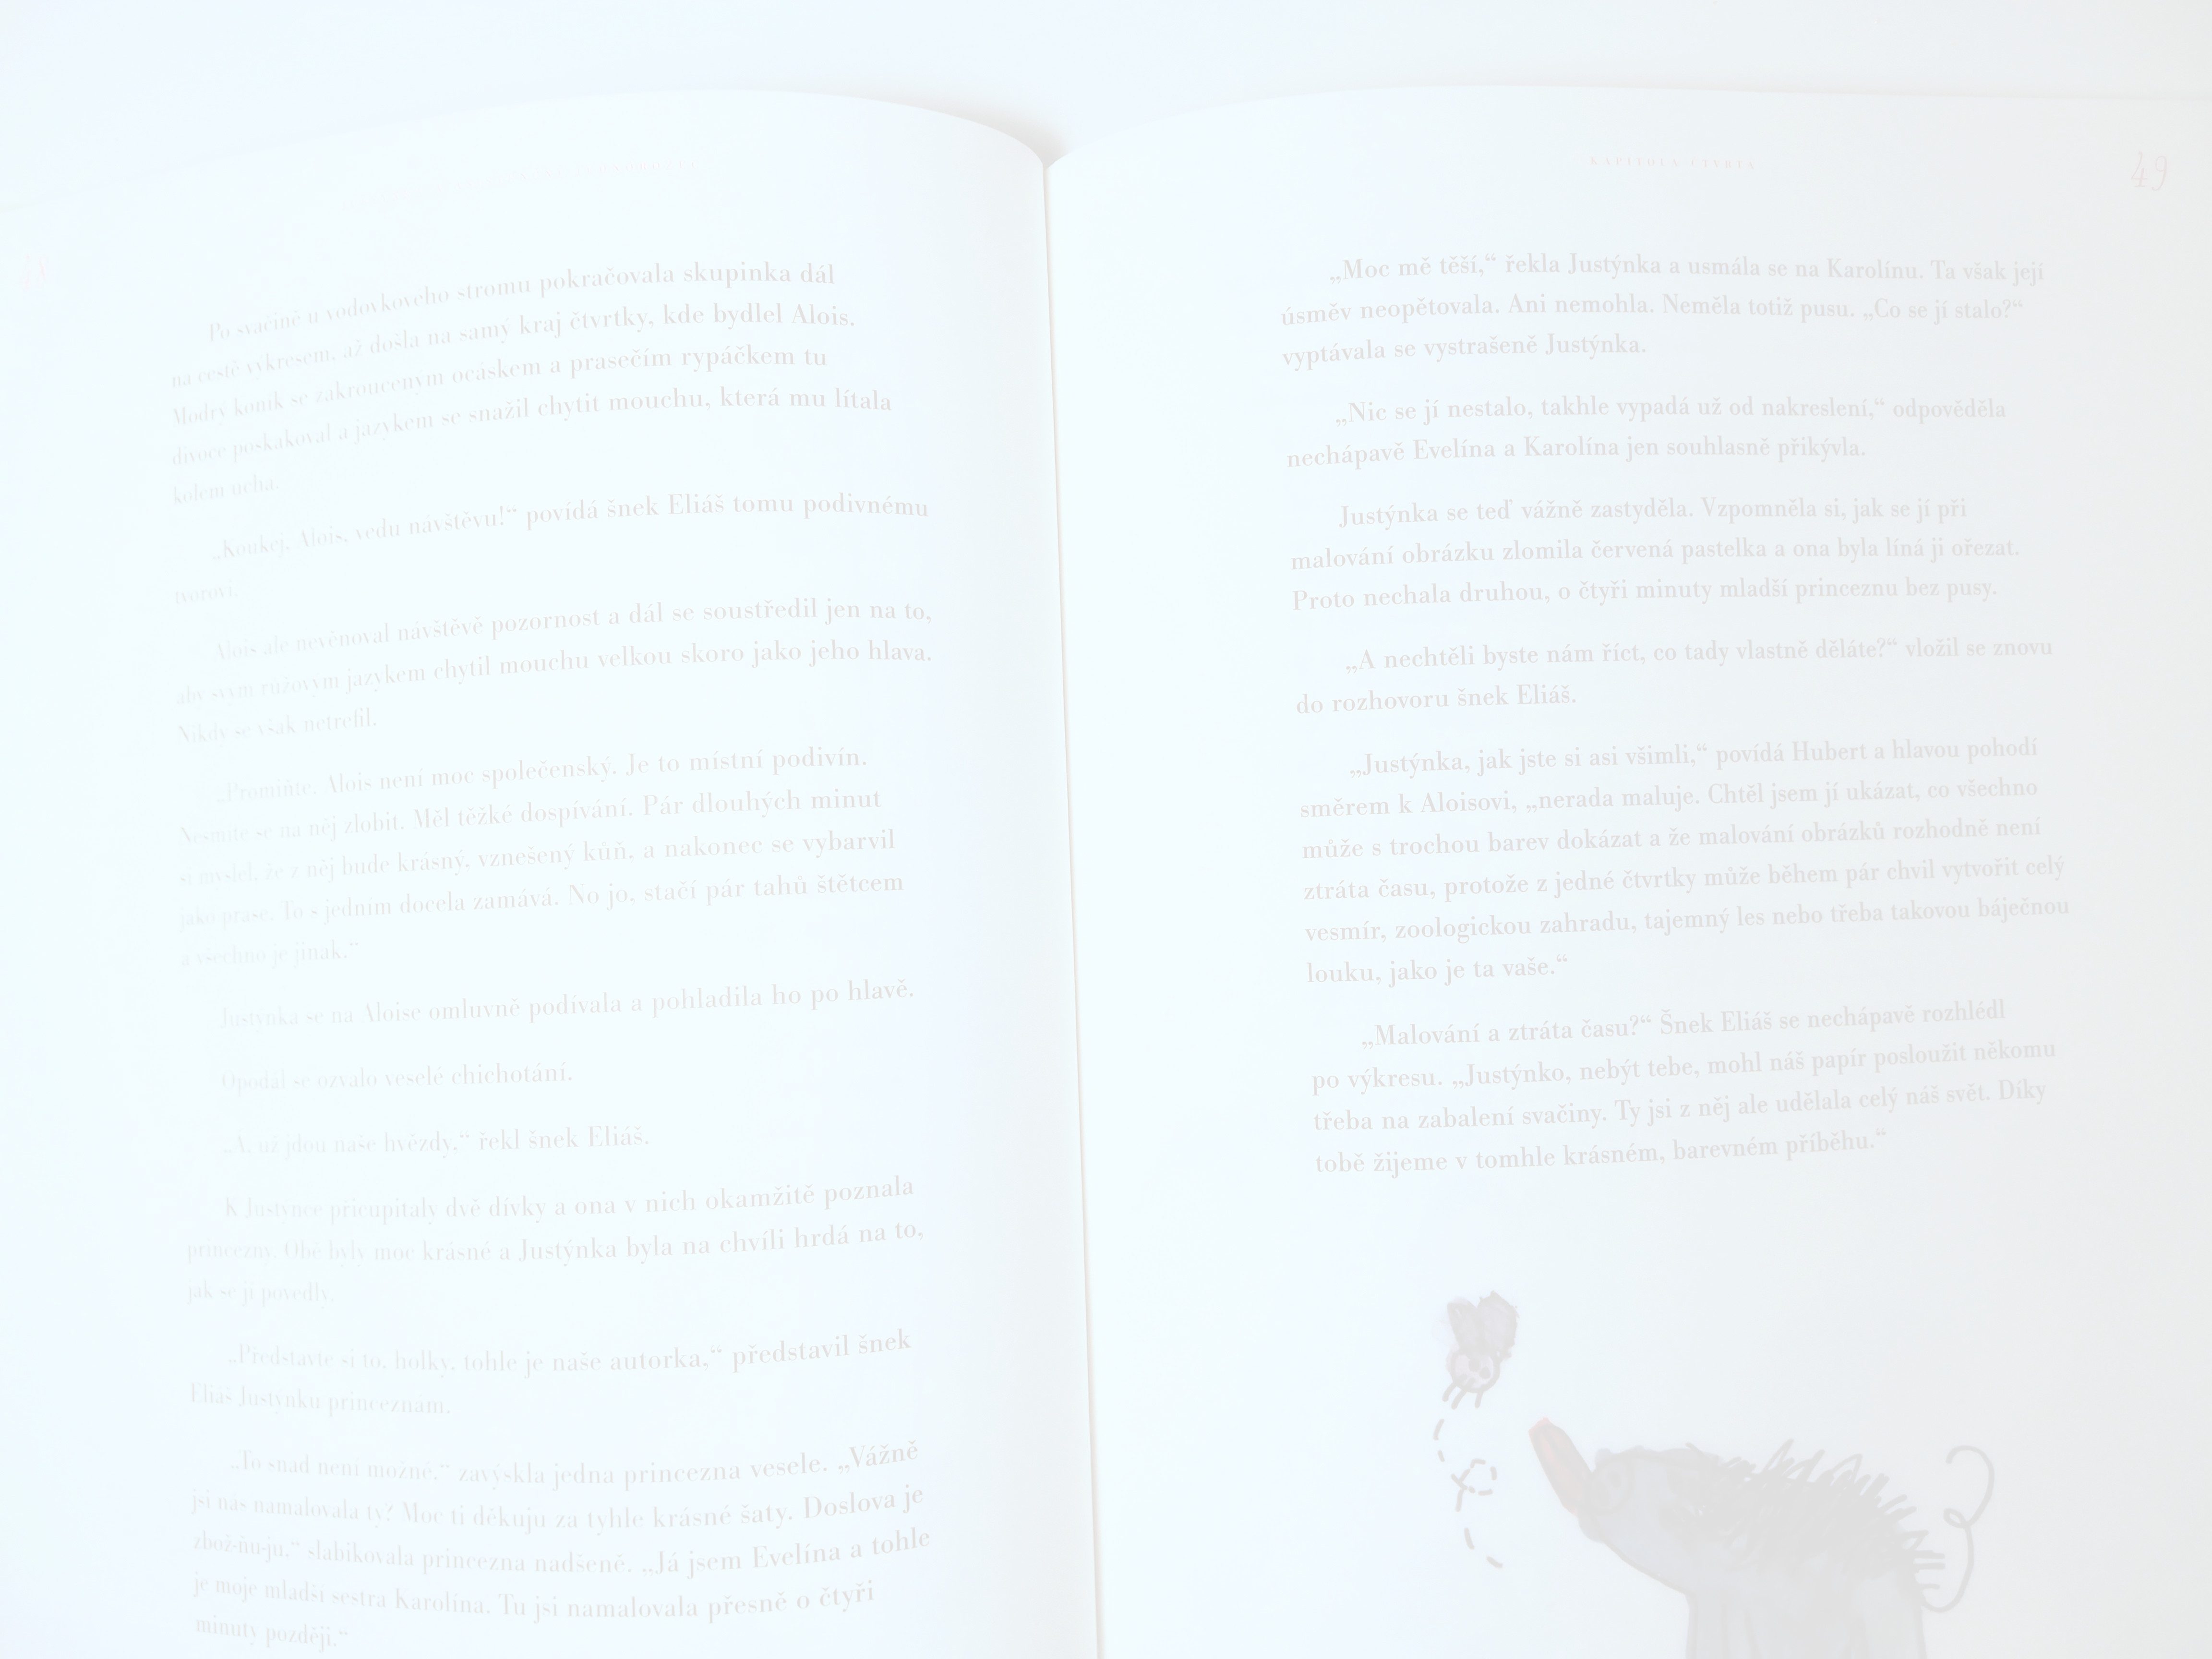 48
Po svačině u vodovkového stromu pokračovala skupinka dál
na cestě výkresem, až došla na samý kraj čtvrtky, kde bydlel Alois.
Modrý koník se zakrouceným ocáskem a prasečím rypáčkem tu
divoce poskakoval a jazykem se snažil chytit mouchu, která mu lítala
kolem ucha.
„Koukej, Alois, vedu návštěvu!“ povídá šnek Eliáš tomu podivnému
tvorovi.
Alois ale nevěnoval návštěvě pozornost a dál se soustředil jen na to,
aby svým růžovým jazykem chytil mouchu velkou skoro jako jeho hlava.
Nikdy se však netrefil.
„Promiňte. Alois není moc společenský. Je to místní podivín.
Nesmíte se na něj zlobit. Měl těžké dospívání. Pár dlouhých minut
si myslel, že z něj bude krásný, vznešený kůň, a nakonec se vybarvil
jako prase. To s jedním docela zamává. No jo, stačí pár tahů štětcem
a všechno je jinak.“
Justýnka se na Aloise omluvně podívala a pohladila ho po hlavě.
Opodál se ozvalo veselé chichotání.
„A, už jdou naše hvězdy,“ řekl šnek Eliáš.
K Justýnce přicupitaly dvě dívky a ona v nich okamžitě poznala
princezny. Obě byly moc krásné a Justýnka byla na chvíli hrdá na to,
jak se jí povedly.
„Představte si to, holky, tohle je naše autorka,“ představil šnek
Eliáš Justýnku princeznám.
„To snad není možné,“ zavýskla jedna princezna vesele. „Vážně
jsi nás namalovala ty? Moc ti děkuju za tyhle krásné šaty. Doslova je
zbož-ňu-ju,“ slabikovala princezna nadšeně. „Já jsem Evelína a tohle
je moje mladší sestra Karolína. Tu jsi namalovala přesně o čtyři
minuty později.“
KAPITOLA ČTVRTÁ
49
„Moc mě těší,“ řekla Justýnka a usmála se na Karolínu. Ta však její
úsměv neopětovala. Ani nemohla. Neměla totiž pusu. „Co se jí stalo?“
vyptávala se vystrašeně Justýnka.
„Nic se jí nestalo, takhle vypadá už od nakreslení,“ odpověděla
nechápavě Evelína a Karolína jen souhlasně přikývla.
Justýnka se teď vážně zastyděla. Vzpomněla si, jak se jí při
malování obrázku zlomila červená pastelka a ona byla líná ji ořezat.
Proto nechala druhou, o čtyři minuty mladší princeznu bez pusy.
„A nechtěli byste nám říct, co tady vlastně děláte?“ vložil se znovu
do rozhovoru šnek Eliáš.
„Justýnka, jak jste si asi všimli,“ povídá Hubert a hlavou pohodí
směrem k Aloisovi, „nerada maluje. Chtěl jsem jí ukázat, co všechno
může s trochou barev dokázat a že malování obrázků rozhodně není
ztráta času, protože z jedné čtvrtky může během pár chvil vytvořit celý
vesmír, zoologickou zahradu, tajemný les nebo třeba takovou báječnou
louku, jako je ta vaše.“
„Malování a ztráta času?“ Šnek Eliáš se nechápavě rozhlédl
po výkresu. „Justýnko, nebýt tebe, mohl náš papír posloužit někomu
třeba na zabalení svačiny. Ty jsi z něj ale udělala celý náš svět. Díky
tobě žijeme v tomhle krásném, barevném příběhu.“